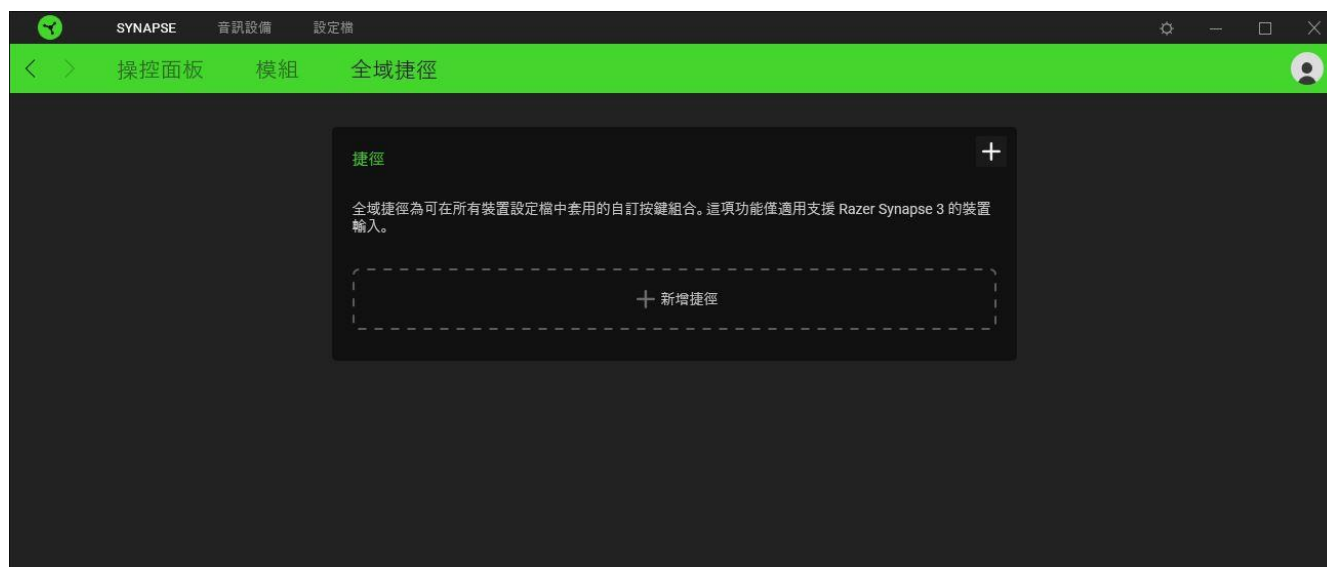 SYNAPSE 音訊設備 設定檔
操控面板 模組 全域捷徑
捷徑
全域捷徑為可在所有裝置設定檔中套用的自訂按鍵組合。這項功能僅適用支援 Razer Synapse 3 的裝置
輸入。
新增捷徑